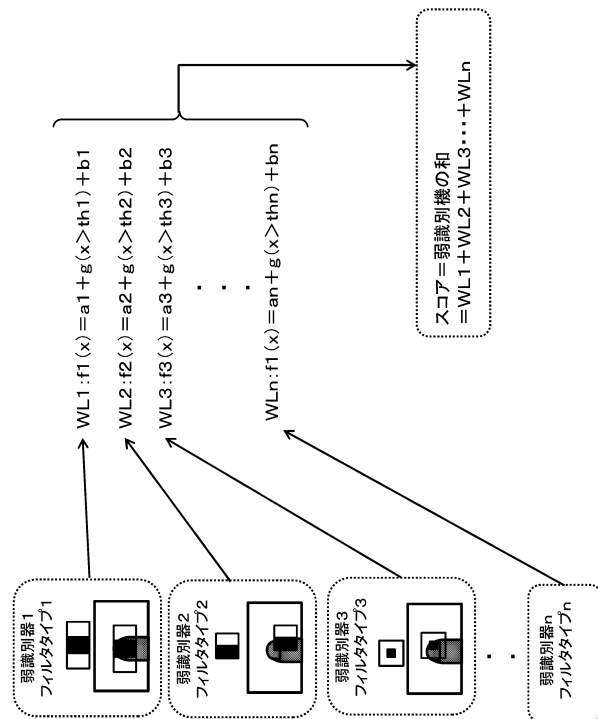 弱識別器1
フィルタタイプ1
弱識別器2
フィルタタイプ2
弱識別器3
フィルタタイプ3
・・
弱識別器n
フィルタタイプn
WL1:f1(x)=a1+g(x>th1)+b1
WL2:f2(x)=a2+g(x>th2)+b2
WL3:f3(x)=a3+g(x>th3)+b3
・・・
WLn:f1(x)=an+g(x>thn)+bn
スコア=弱識別機の和
=WL1+WL2+WL3・・・+WLn